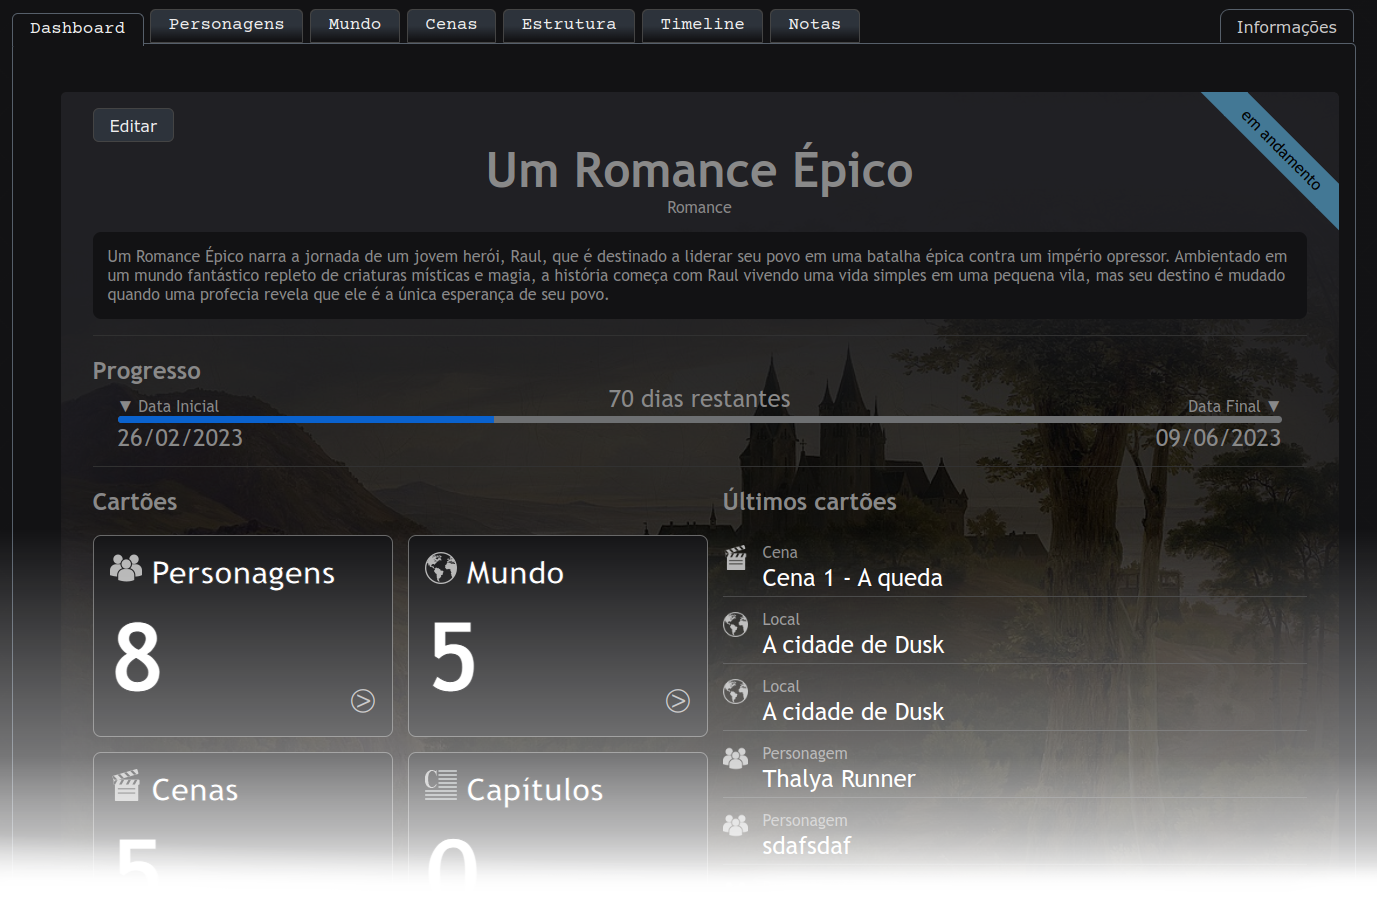 Dashboard Personagens Mundo Cenas Estrutura Timeline Notas Informações
Editar
em andamento
Um Romance Épico
Romance
Um Romance Épico narra a jornada de um jovem herói, Raul, que é destinado a liderar seu povo em uma batalha épica contra um império opressor. Ambientado em
um mundo fantástico repleto de criaturas místicas e magia, a história começa com Raul vivendo uma vida simples em uma pequena vila, mas seu destino é mudado
quando uma profecia revela que ele é a única esperança de seu povo.
Progresso
70 dias restantes
▼ Data Inicial Data Final ▼
26/02/2023 09/06/2023
Cartões
Personagens
8
Mundo
5
Cenas
5
Capítulos
0
Últimos cartões
Cena
Cena 1 - A queda
Local
A cidade de Dusk
Local
A cidade de Dusk
Personagem
Thalya Runner
Personagem
sdafsdaf